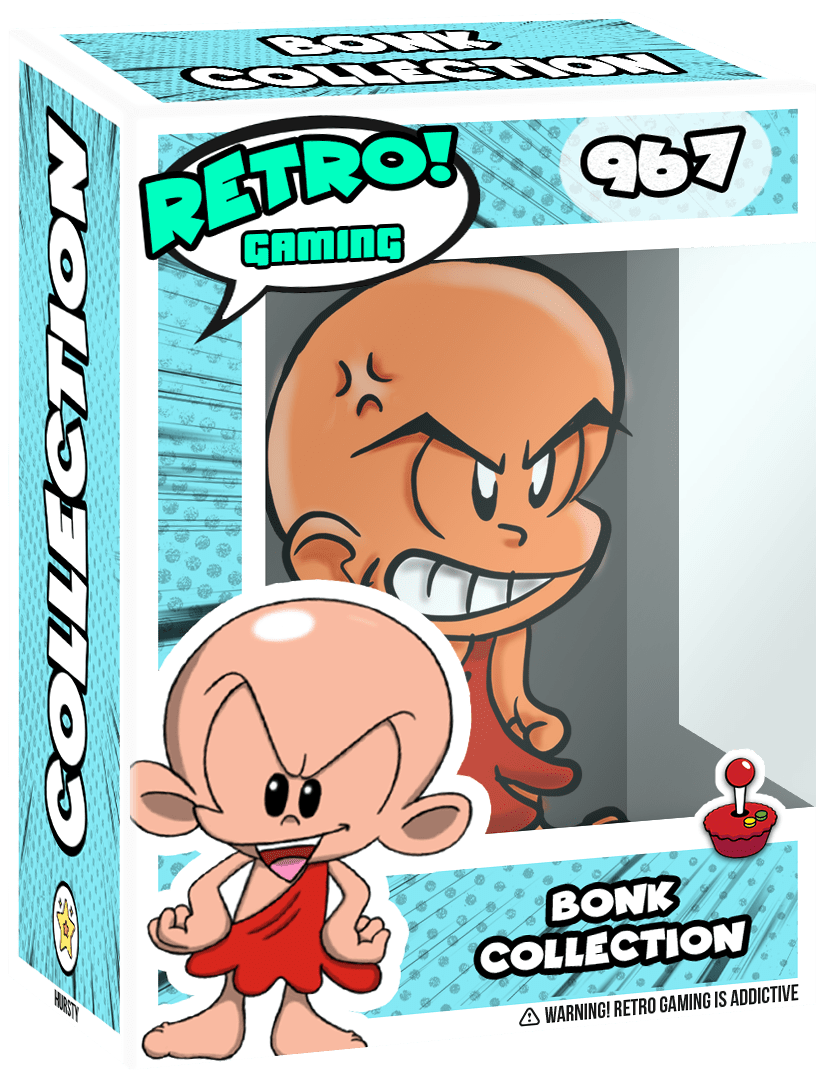 BONK
COLLECTION
RETRO!
GAMING
967
COLLECTION
HURSTY
BONK
COLLECTION
WARNING! RETRO GAMING IS ADDICTIVE